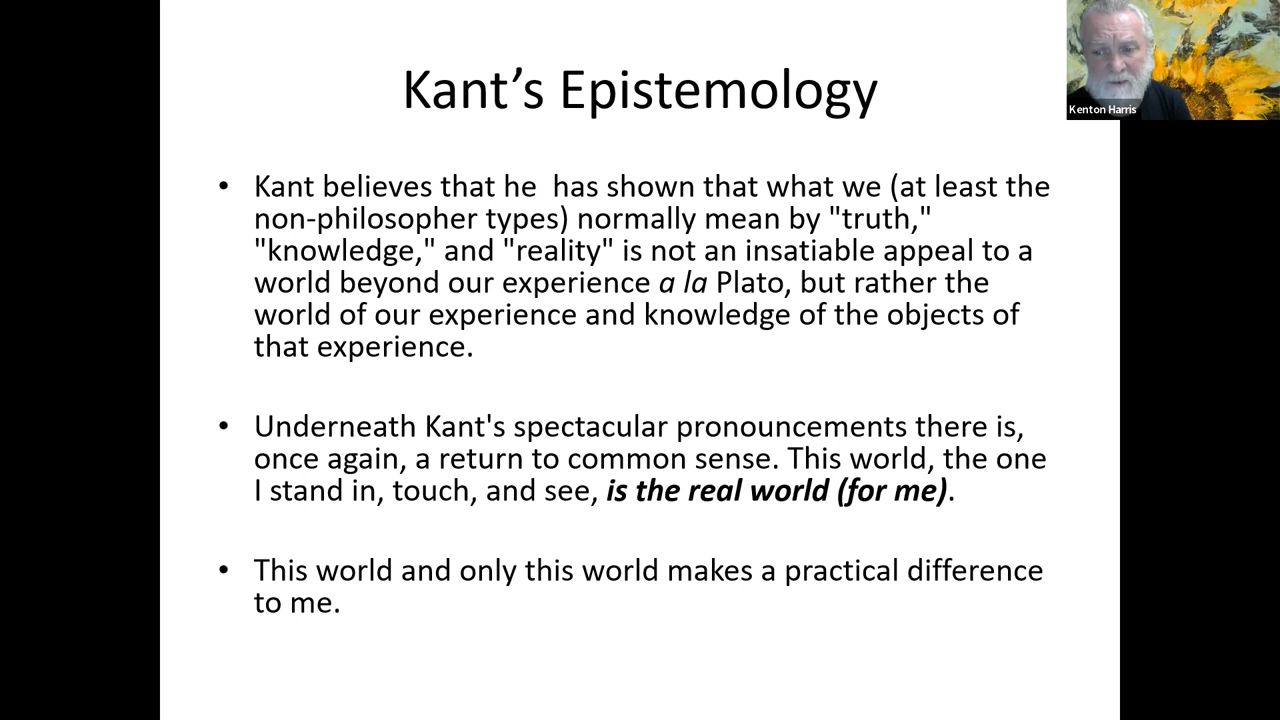 Kant’s Epistemology
Kenton Harris
• Kant believes that he  has shown that what we (at least the
non-philosopher types) normally mean by "truth,"
"knowledge," and "reality" is not an insatiable appeal to a
world beyond our experience a la Plato, but rather the
world of our experience and knowledge of the objects of
that experience.
• Underneath Kant's spectacular pronouncements there is,
once again, a return to common sense. This world, the one
I stand in, touch, and see, is the real world (for me).
• This world and only this world makes a practical difference
to me.